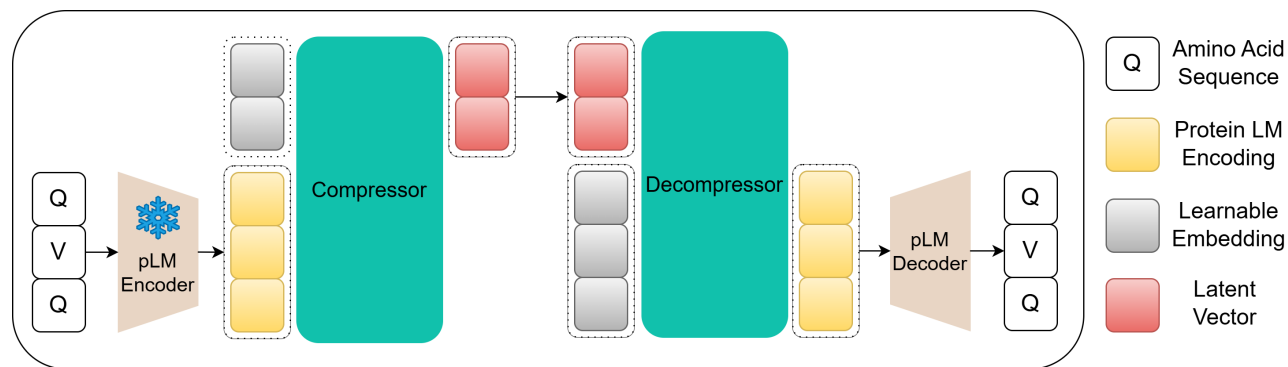 Q
V
Q
pLM
Encoder
Compressor
Decompressor
pLM
Decoder
Q
V
Q
Q
Amino Acid
Sequence
Protein LM
Encoding
Learnable
Embedding
Latent
Vector